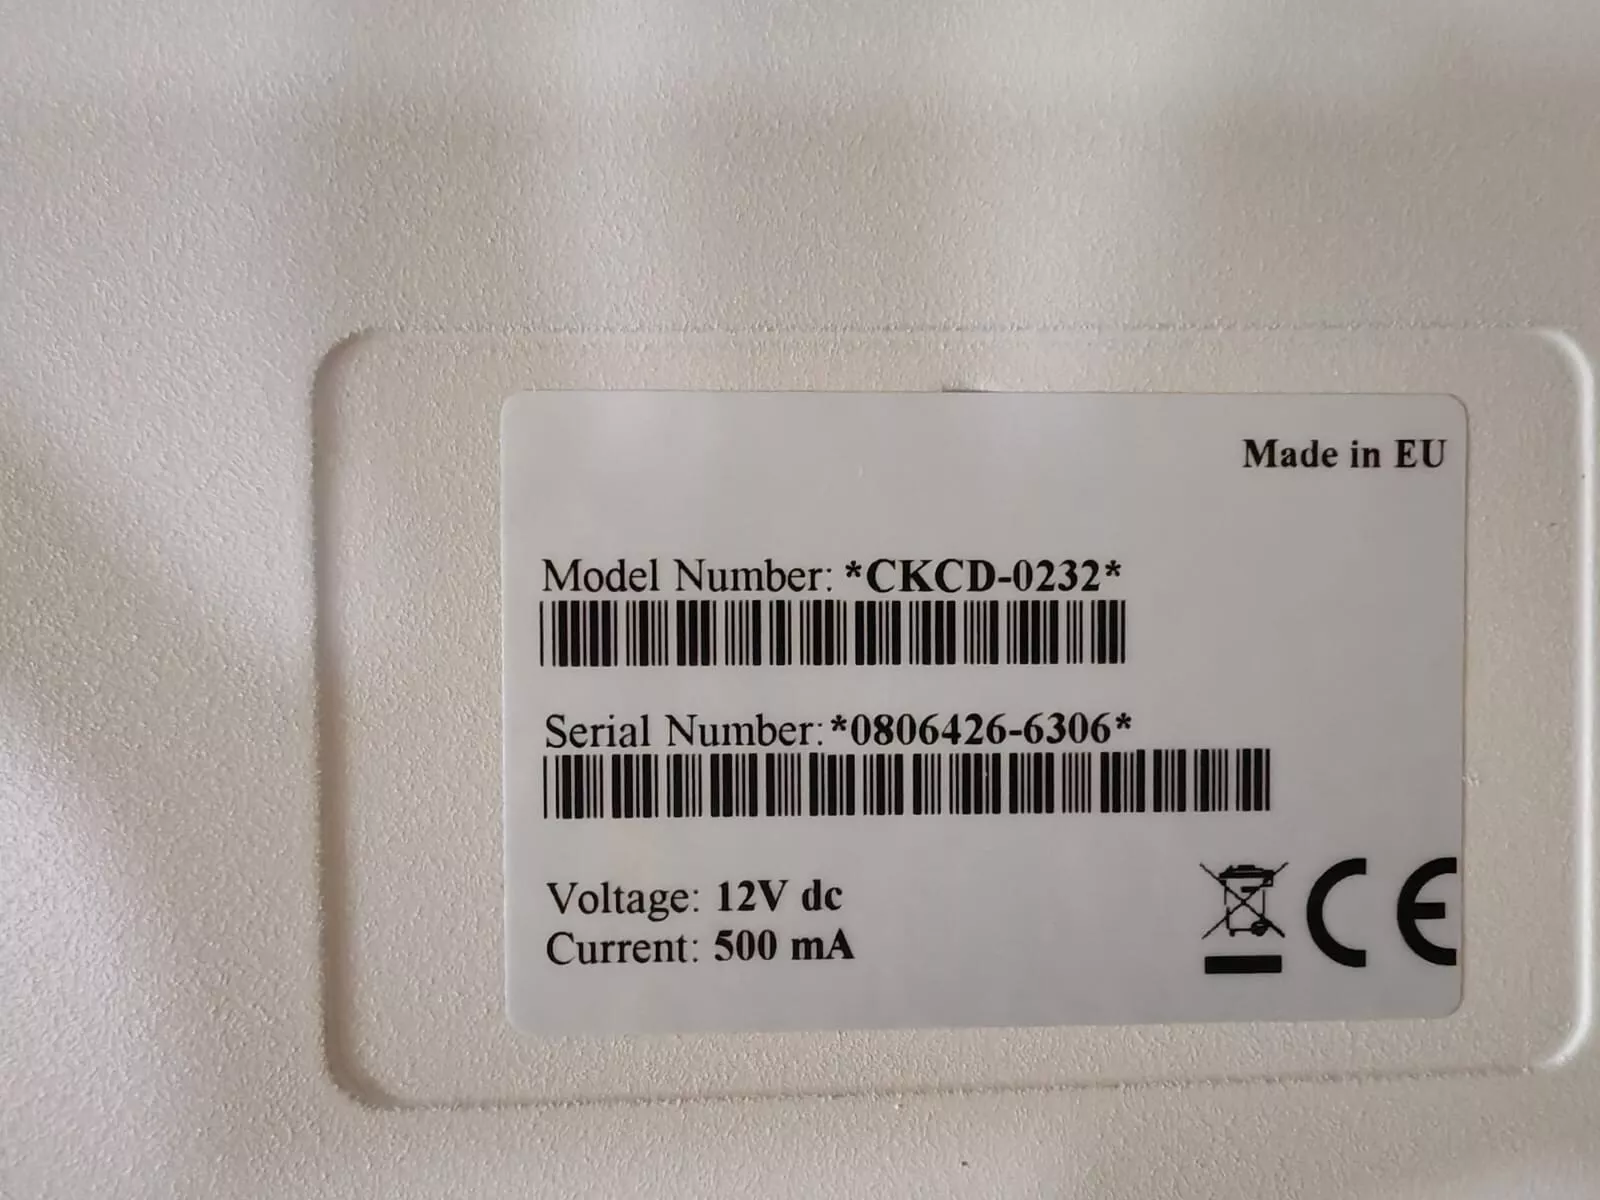 Made in EU
Model Number: *CKCD-0232*
Serial Number:*0806426-6306*
Voltage: 12V dc
Current: 500 mA
CE